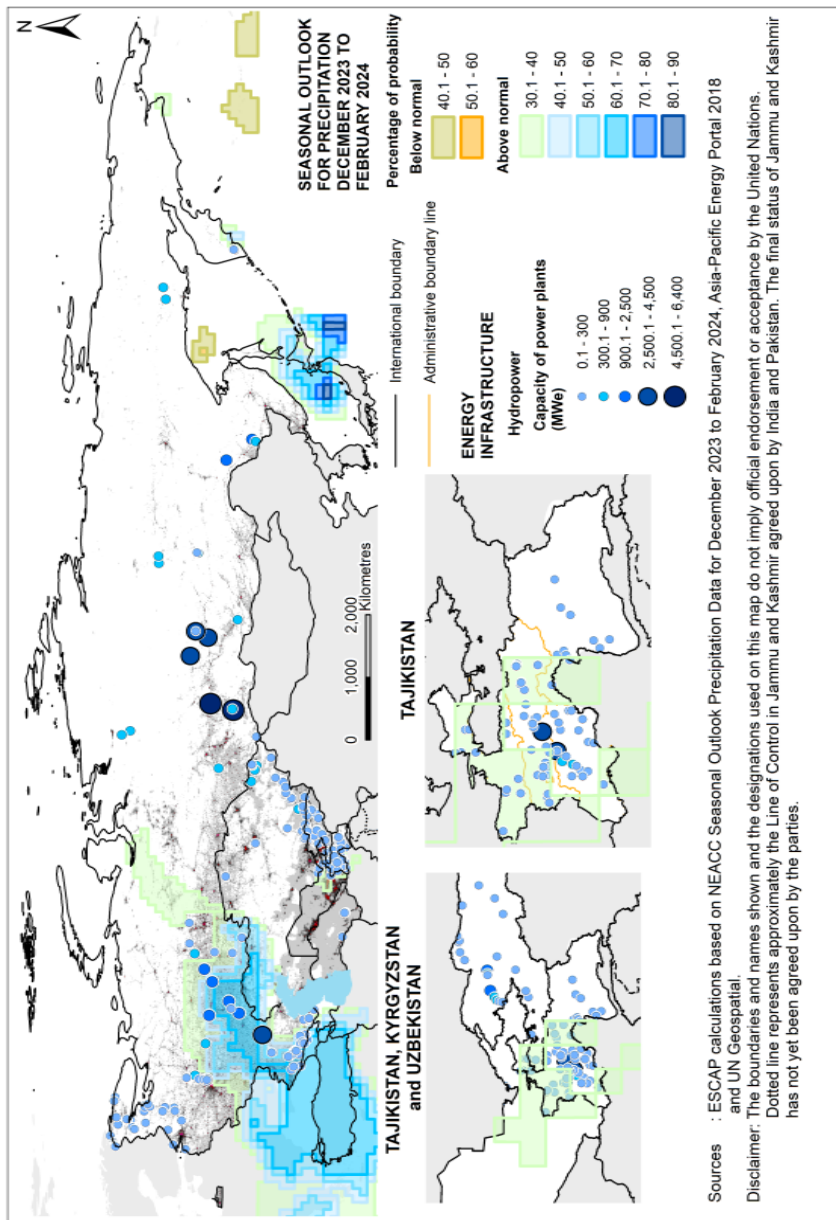 N
SEASONAL OUTLOOK
FOR PRECIPITATION
DECEMBER 2023 TO
FEBRUARY 2024
Percentage of probability
Below normal
40.1 - 50
50.1 - 60
Above normal
30.1 - 40
40.1 - 50
50.1 - 60
60.1 - 70
70.1 - 80
80.1 - 90
International boundary
Administrative boundary line
ENERGY
INFRASTRUCTURE
Hydropower
Capacity of power plants
(MWe)
0.1 - 300
300.1 - 900
900.1 - 2,500
2,500.1 - 4,500
4,500.1 - 6,400
0 1,000 2,000
Kilometres
TAJIKISTAN, KYRGYZSTAN
and UZBEKISTAN
TAJIKISTAN
Sources : ESCAP calculations based on NEACC Seasonal Outlook Precipitation Data for December 2023 to February 2024, Asia-Pacific Energy Portal 2018
and UN Geospatial.
Disclaimer: The boundaries and names shown and the designations used on this map do not imply official endorsement or acceptance by the United Nations.
Dotted line represents approximately the Line of Control in Jammu and Kashmir agreed upon by India and Pakistan. The final status of Jammu and Kashmir
has not yet been agreed upon by the parties.